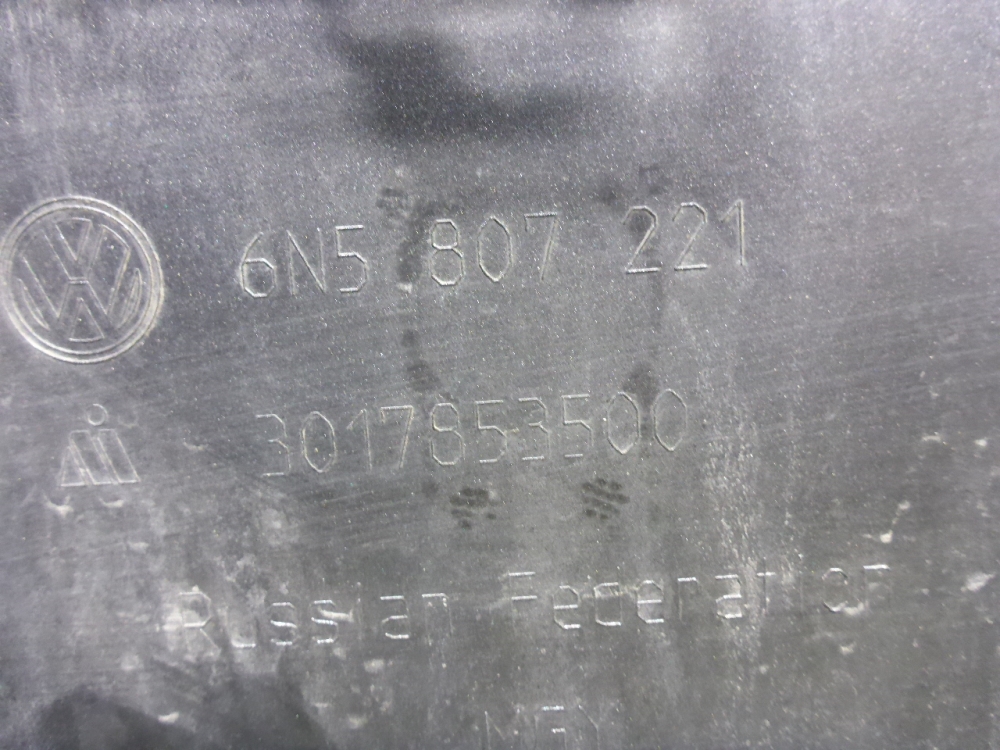 6N5 807 221
3017853500
Russian Federation